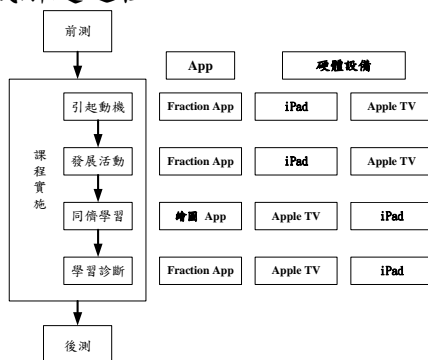 前測
App 硬體設備
引起動機 Fraction App iPad Apple TV
發展活動 Fraction App iPad Apple TV
課程實施
同儕學習 繪圖 App Apple TV iPad
學習診斷 Fraction App Apple TV iPad
後測